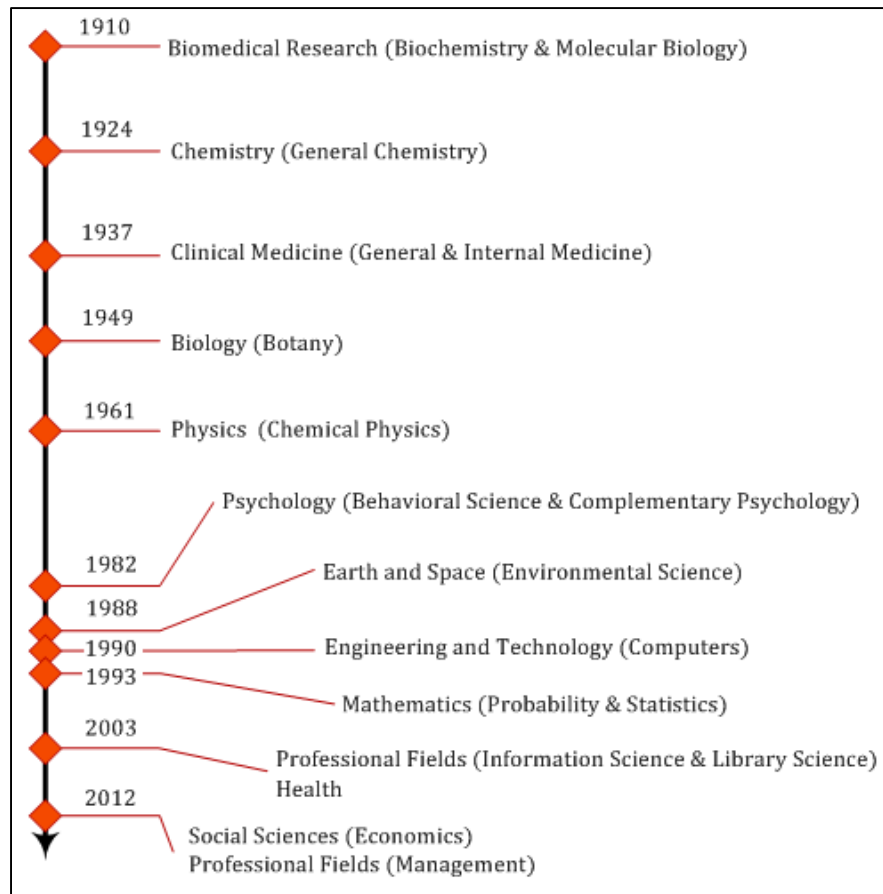 1910
Biomedical Research (Biochemistry & Molecular Biology)
1924
Chemistry (General Chemistry)
1937
Clinical Medicine (General & Internal Medicine)
1949
Biology (Botany)
1961
Physics (Chemical Physics)
Psychology (Behavioral Science & Complementary Psychology)
1982
Earth and Space (Environmental Science)
1988
1990
Engineering and Technology (Computers)
1993
Mathematics (Probability & Statistics)
2003
Professional Fields (Information Science & Library Science)
Health
2012
Social Sciences (Economics)
Professional Fields (Management)